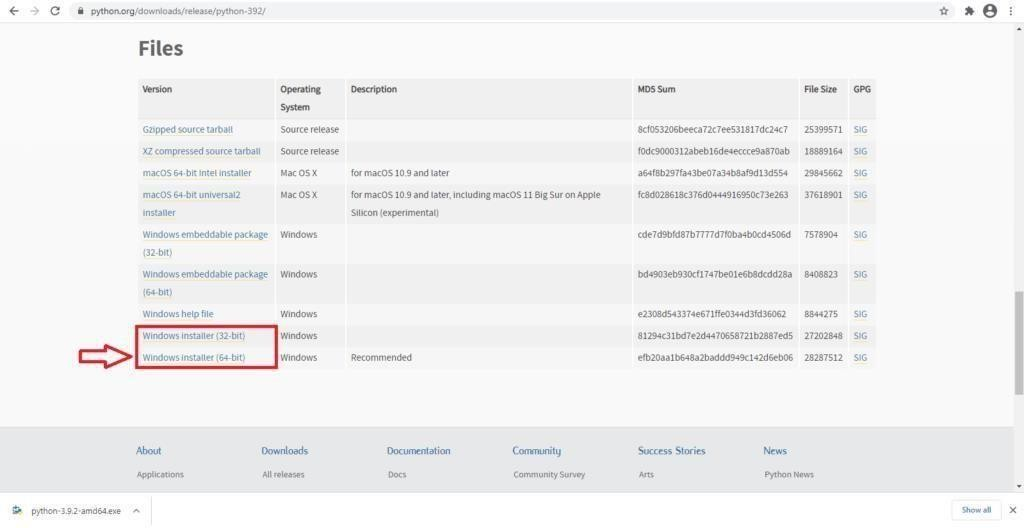 python.org/downloads/release/python-392/
Files
Version Operating System Description MD5 Sum File Size GPG
Gzipped source tarball Source release 8cf053206beeca72c7ee531817dc24c7 25399571 SIG
XZ compressed source tarball Source release f0dc9000312abeb16de4eccce9a870ab 18889164 SIG
macOS 64-bit Intel installer Mac OS X for macOS 10.9 and later a64f8b297fa43be07a34b8af9d13d554 29845662 SIG
macOS 64-bit universal2 installer Mac OS X for macOS 10.9 and later, including macOS 11 Big Sur on Apple Silicon (experimental) fc8d028618c376d0444916950c73e263 37618901 SIG
Windows embeddable package (32-bit) Windows cde7d9bfd87b7777d7f0ba4b0cd4506d 7578904 SIG
Windows embeddable package (64-bit) Windows bd4903eb930cf1747be01e6b8dcdd28a 8408823 SIG
Windows help file Windows e2308d543374e671ffe0344d3fd36062 8844275 SIG
Windows installer (32-bit) Windows 81294c31bd7e2d4470658721b2887ed5 27202848 SIG
Windows installer (64-bit) Windows Recommended efb20aa1b648a2baddd949c142d6eb06 28287512 SIG
About Downloads Documentation Community Success Stories News
Applications All releases Docs Community Survey Arts Python News
python-3.9.2-amd64.exe Show all